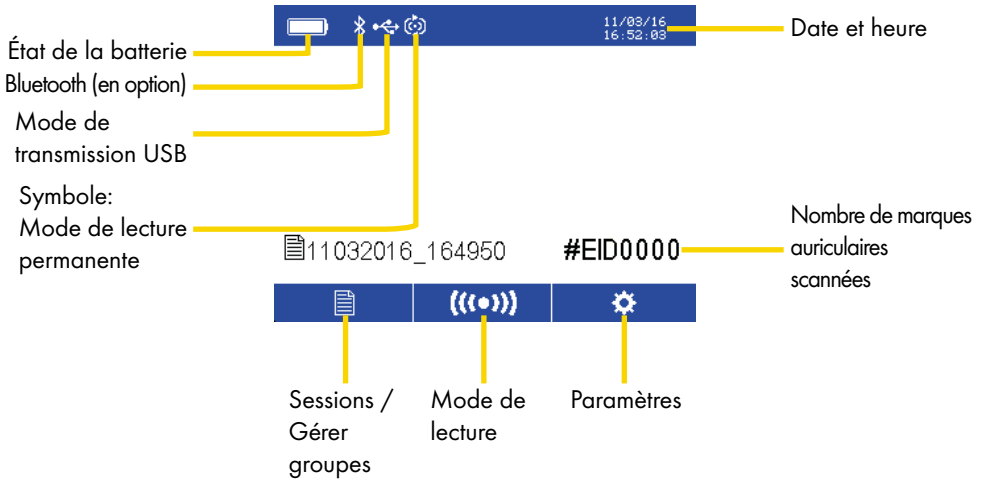 11/03/16
16:52:03
Date et heure
État de la batterie
Bluetooth (en option)
Mode de
transmission USB
Symbole:
Mode de lecture
permanente
11032016_164950
#EID0000
Nombre de marques
auriculaires
scannées
Sessions /
Gérer
groupes
Mode de
lecture
Paramètres